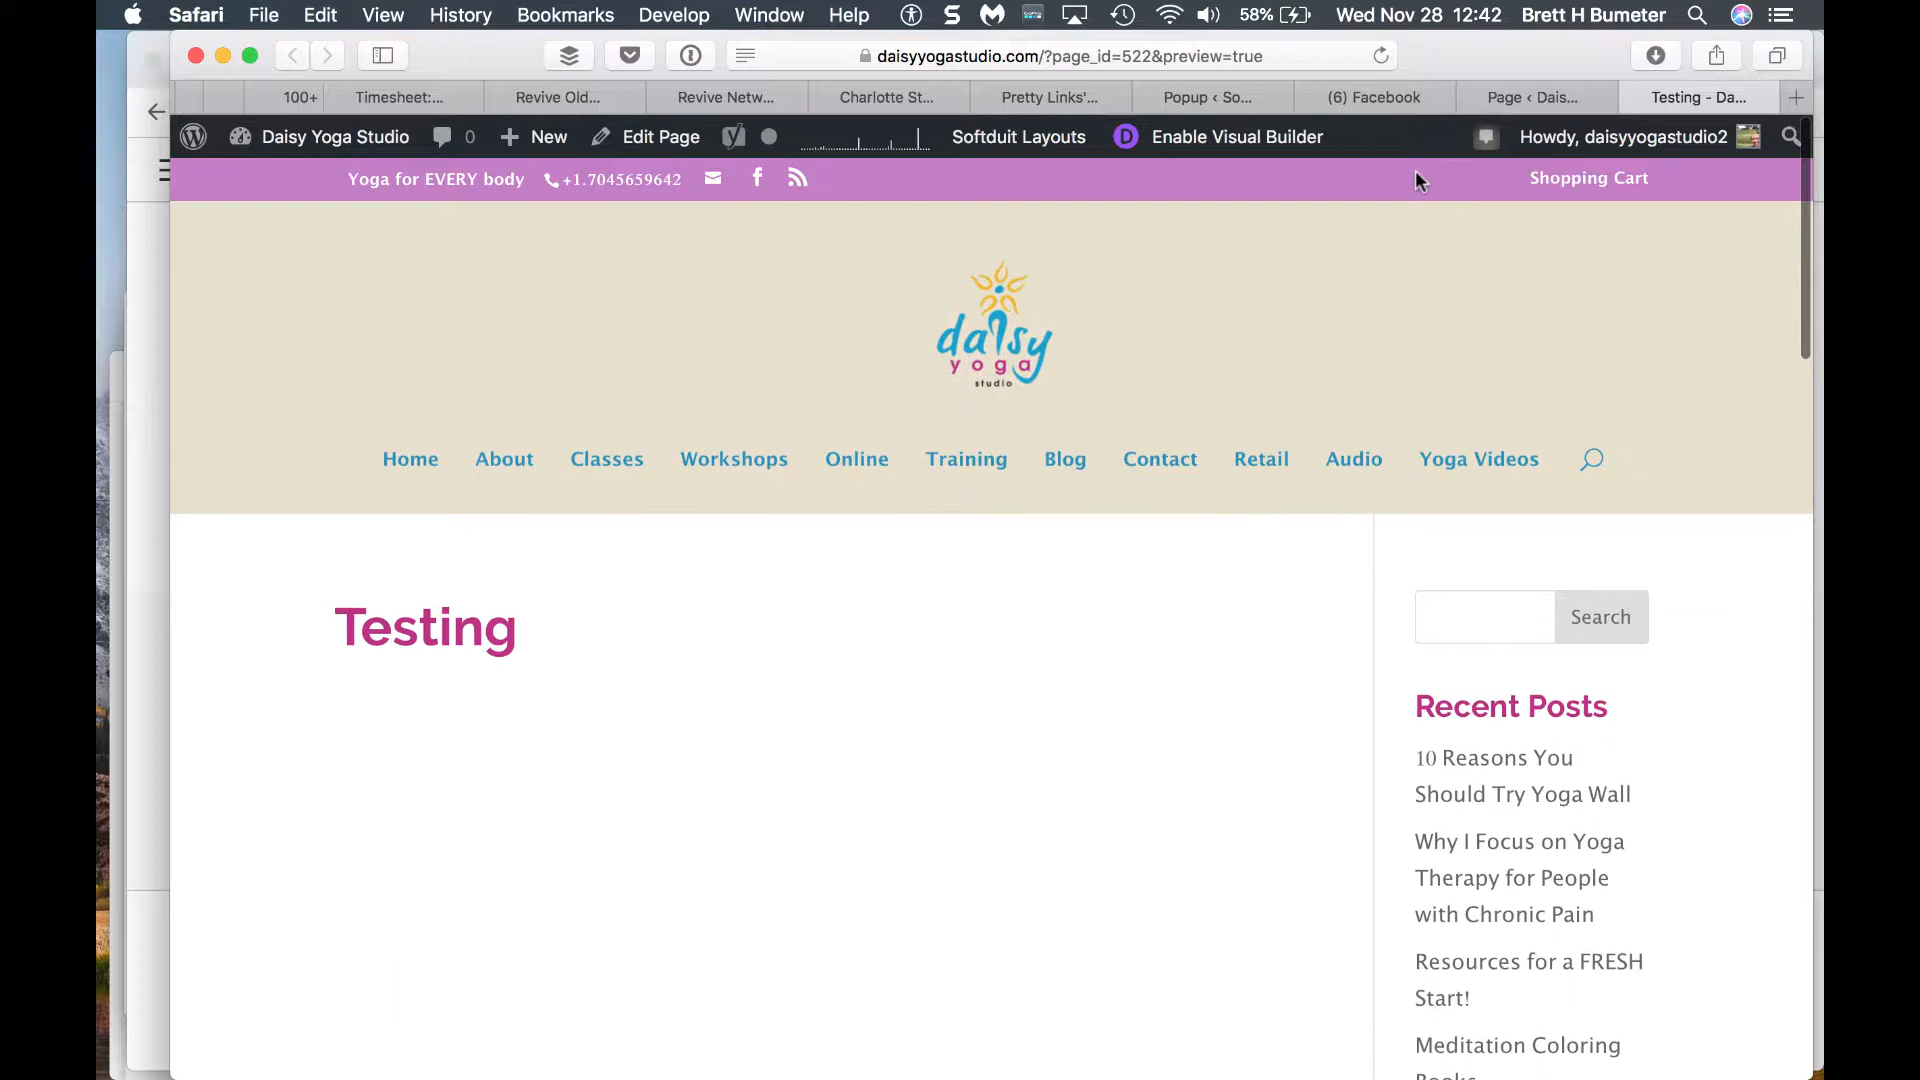 Safari File Edit View History Bookmarks Develop Window Help 58% Wed Nov 28 12:42 Brett H Bumeter
daisyyogastudio.com/?page_id=522&preview=true
100+ Timesheet:... Revive Old... Revive Netw... Charlotte St... Pretty Links'... Popup ‹ So... (6) Facebook Page ‹ Dais... Testing - Da...
Daisy Yoga Studio 0 New Edit Page Softduit Layouts Enable Visual Builder Howdy, daisyyogastudio2
Yoga for EVERY body +1.7045659642 Shopping Cart
daisy
yoga
studio
Home About Classes Workshops Online Training Blog Contact Retail Audio Yoga Videos
Testing
Search
Recent Posts
10 Reasons You
Should Try Yoga Wall
Why I Focus on Yoga
Therapy for People
with Chronic Pain
Resources for a FRESH
Start!
Meditation Coloring
Books